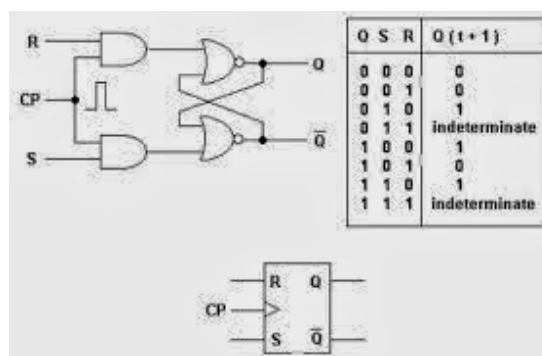 R
Q
CP
S
Q̅
Q S R Q(t+1)
0 0 0 0
0 0 1 0
0 1 0 1
0 1 1 indeterminate
1 0 0 1
1 0 1 0
1 1 0 1
1 1 1 indeterminate
R Q
CP
S Q̅